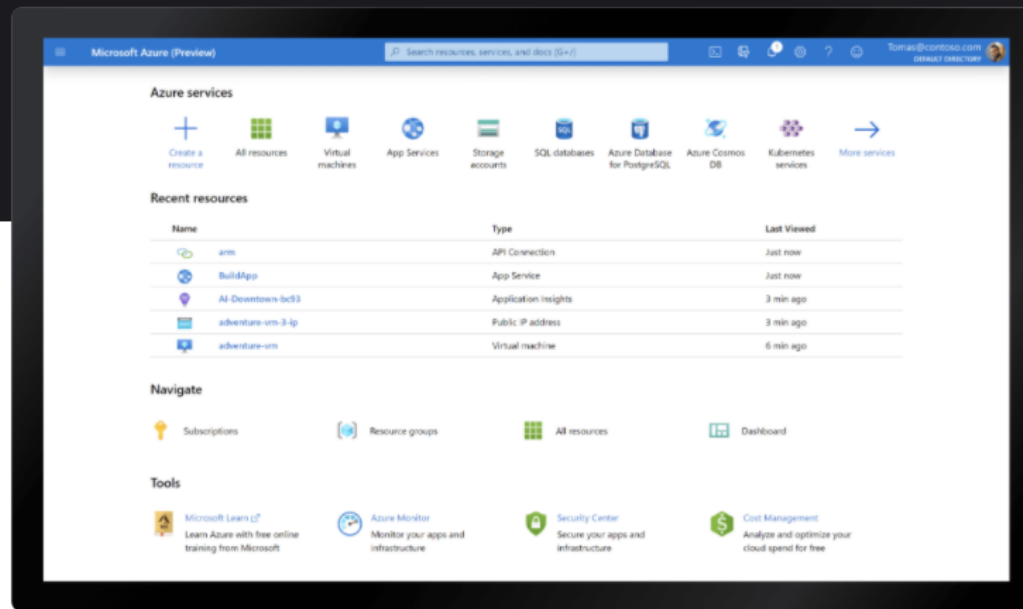 Microsoft Azure (Preview)
Search resources, services, and docs (G+/)
Tomas@contoso.com
DEFAULT DIRECTORY
Azure services
Create a
resource
All resources
Virtual
machines
App Services
Storage
accounts
SQL databases
Azure Database
for PostgreSQL
Azure Cosmos
DB
Kubernetes
services
More services
Recent resources
Name Type Last Viewed
arm API Connection Just now
BuildApp App Service Just now
AI-Downtown-bc93 Application Insights 3 min ago
adventure-vm-3-ip Public IP address 3 min ago
adventure-vm Virtual machine 6 min ago
Navigate
Subscriptions
Resource groups
All resources
Dashboard
Tools
Microsoft Learn
Learn Azure with free online
training from Microsoft
Azure Monitor
Monitor your apps and
infrastructure
Security Center
Secure your apps and
infrastructure
Cost Management
Analyze and optimize your
cloud spend for free